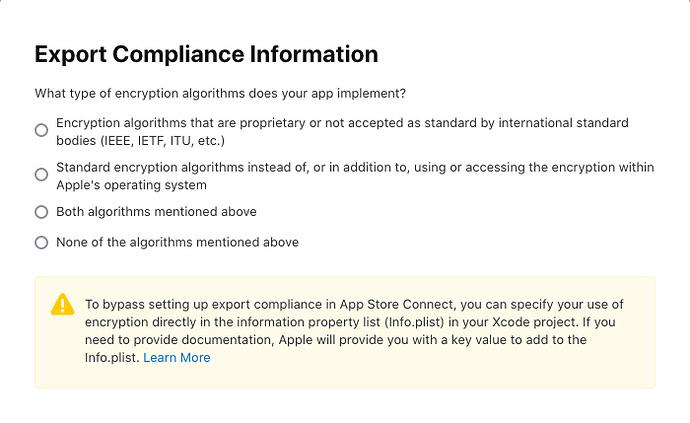 Export Compliance Information
What type of encryption algorithms does your app implement?
Encryption algorithms that are proprietary or not accepted as standard by international standard
bodies (IEEE, IETF, ITU, etc.)
Standard encryption algorithms instead of, or in addition to, using or accessing the encryption within
Apple's operating system
Both algorithms mentioned above
None of the algorithms mentioned above
To bypass setting up export compliance in App Store Connect, you can specify your use of
encryption directly in the information property list (Info.plist) in your Xcode project. If you
need to provide documentation, Apple will provide you with a key value to add to the
Info.plist. Learn More